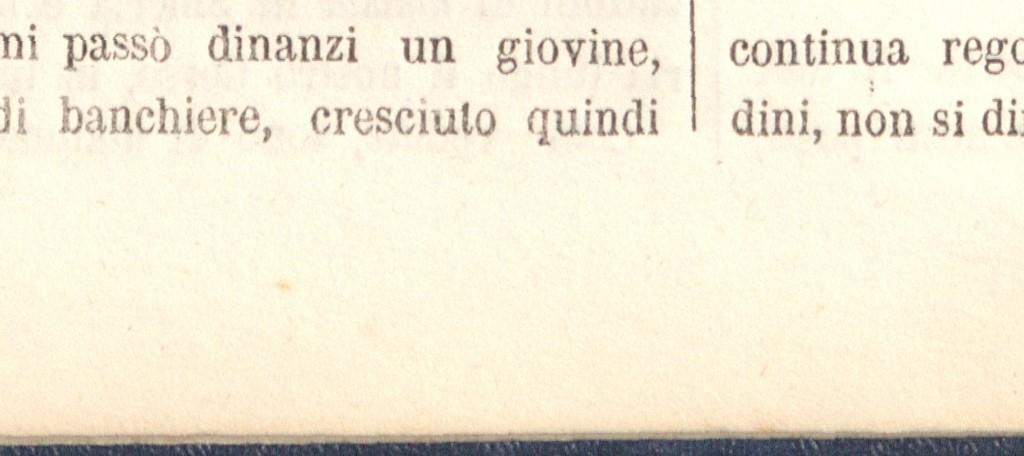 mi passò dinanzi un giovine,
di banchiere, cresciuto quindi
continua rego
dini, non si di